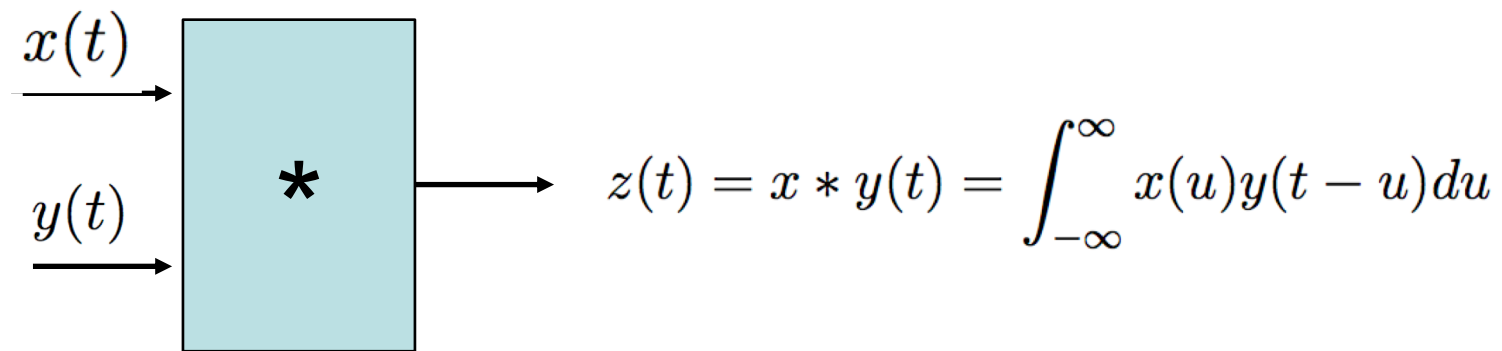 x(t)
y(t)
*
z(t) = x ∗ y(t) = ∫_{-∞}^{∞} x(u)y(t − u)du